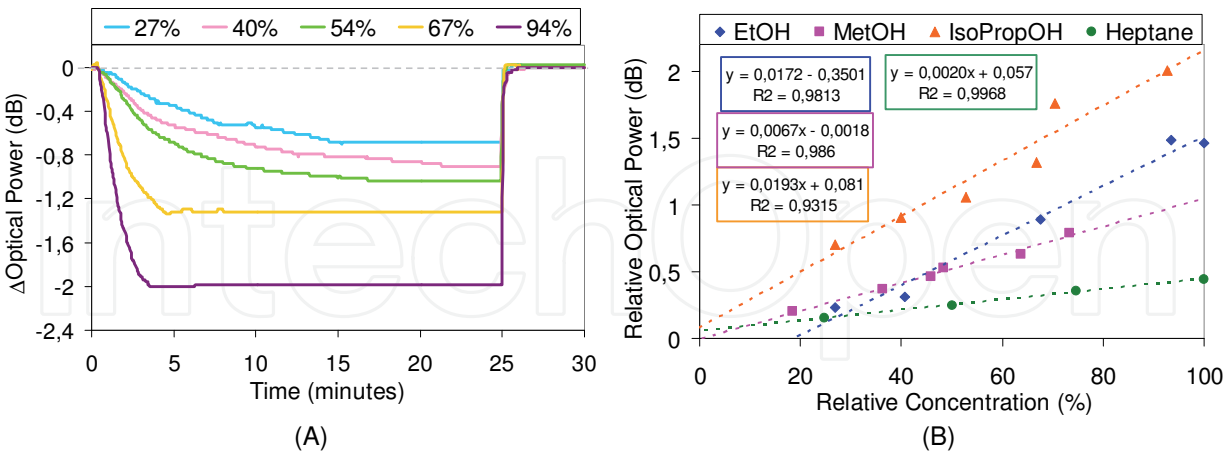 27% 40% 54% 67% 94%
0
-0,4
-0,8
-1,2
-1,6
-2
-2,4
ΔOptical Power (dB)
0 5 10 15 20 25 30
Time (minutes)
(A)
EtOH MetOH IsoPropOH Heptane
y = 0,0172 - 0,3501
R2 = 0,9813
y = 0,0020x + 0,057
R2 = 0,9968
y = 0,0067x - 0,0018
R2 = 0,986
y = 0,0193x + 0,081
R2 = 0,9315
2
1,5
1
0,5
0
Relative Optical Power (dB)
0 20 40 60 80 100
Relative Concentration (%)
(B)
IntechOpen